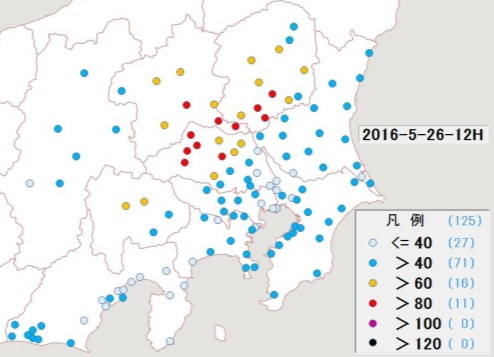 2016-5-26-12H
凡 例 (125)
<= 40 (27)
> 40 (71)
> 60 (16)
> 80 (11)
> 100 ( 0)
> 120 ( 0)